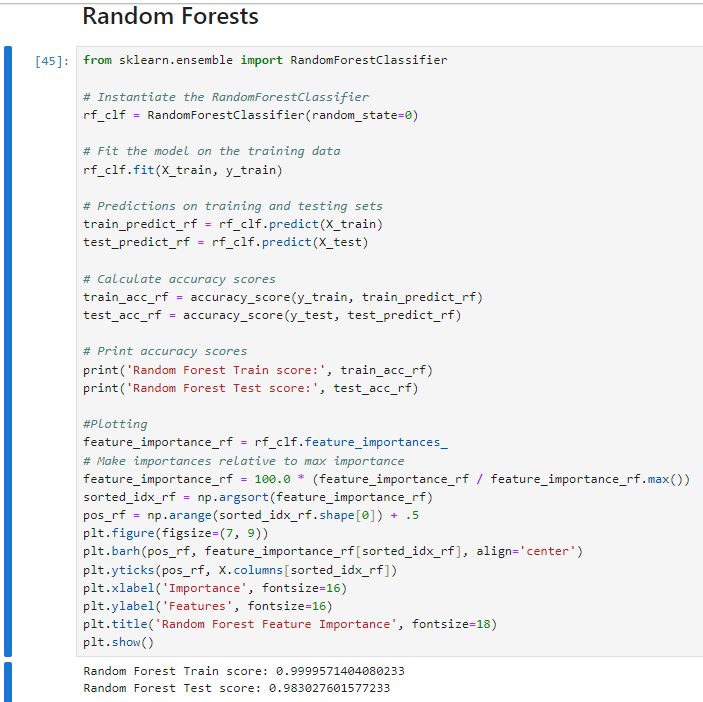 Random Forests
[45]:
from sklearn.ensemble import RandomForestClassifier
# Instantiate the RandomForestClassifier
rf_clf = RandomForestClassifier(random_state=0)
# Fit the model on the training data
rf_clf.fit(X_train, y_train)
# Predictions on training and testing sets
train_predict_rf = rf_clf.predict(X_train)
test_predict_rf = rf_clf.predict(X_test)
# Calculate accuracy scores
train_acc_rf = accuracy_score(y_train, train_predict_rf)
test_acc_rf = accuracy_score(y_test, test_predict_rf)
# Print accuracy scores
print('Random Forest Train score:', train_acc_rf)
print('Random Forest Test score:', test_acc_rf)
#Plotting
feature_importance_rf = rf_clf.feature_importances_
# Make importances relative to max importance
feature_importance_rf = 100.0 * (feature_importance_rf / feature_importance_rf.max())
sorted_idx_rf = np.argsort(feature_importance_rf)
pos_rf = np.arange(sorted_idx_rf.shape[0]) + .5
plt.figure(figsize=(7, 9))
plt.barh(pos_rf, feature_importance_rf[sorted_idx_rf], align='center')
plt.yticks(pos_rf, X.columns[sorted_idx_rf])
plt.xlabel('Importance', fontsize=16)
plt.ylabel('Features', fontsize=16)
plt.title('Random Forest Feature Importance', fontsize=18)
plt.show()
Random Forest Train score: 0.9999571404080233
Random Forest Test score: 0.983027601577233